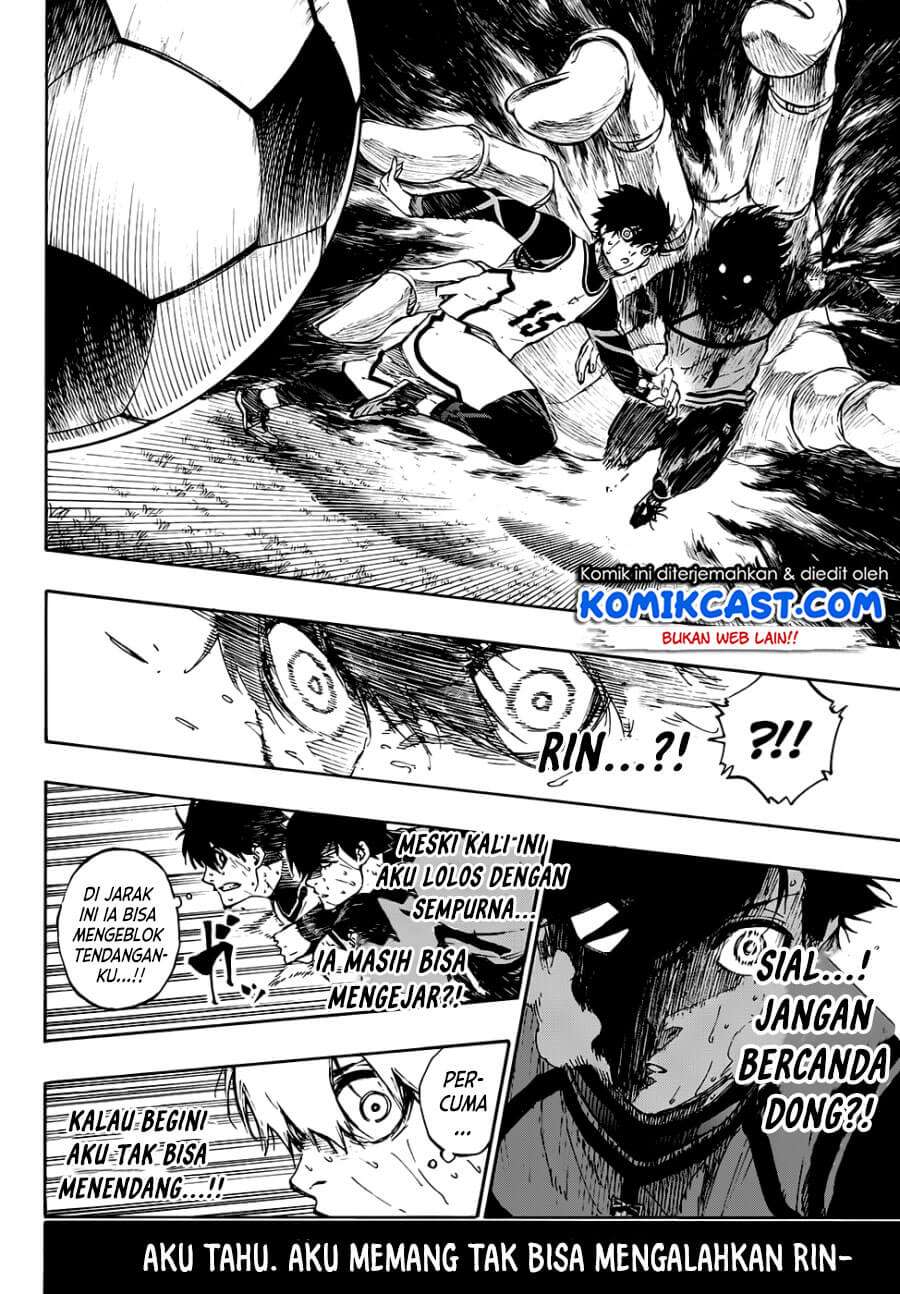 15
Komik ini diterjemahkan & diedit oleh
KOMIKCAST.COM
BUKAN WEB LAIN!!
?!!
RIN...?!
MESKI KALI INI
AKU LOLOS DENGAN
SEMPURNA...
IA MASIH BISA
MENGEJAR?!
DI JARAK
INI IA BISA
MENGEBLOK
TENDANGAN-
KU...!!
SIAL...!
JANGAN
BERCANDA
DONG?!
PER-
CUMA
...
KALAU BEGINI
AKU TAK BISA
MENENDANG...!!
AKU TAHU. AKU MEMANG TAK BISA MENGALAHKAN RIN-